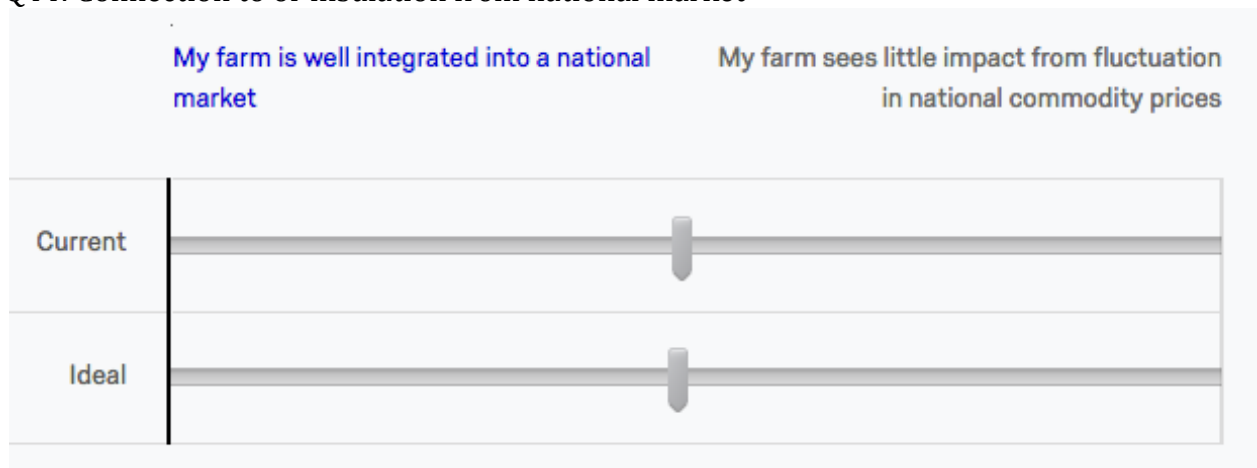 My farm is well integrated into a national
market
My farm sees little impact from fluctuation
in national commodity prices
Current
Ideal